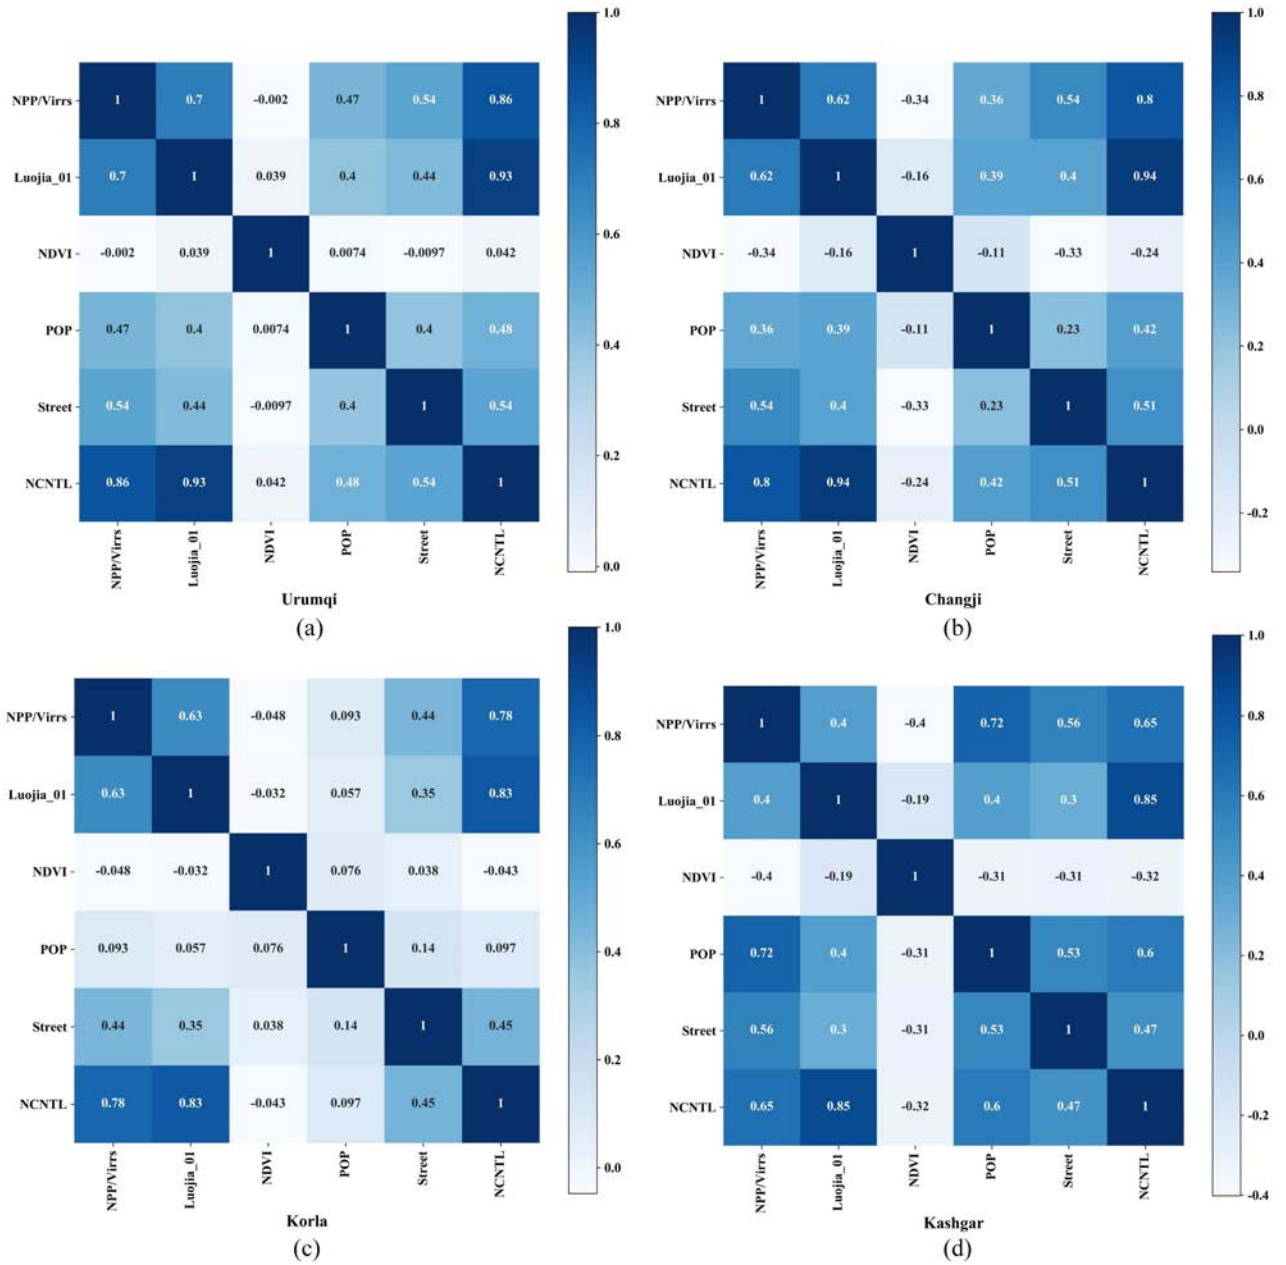 1.0
0.8
0.6
0.4
0.2
0.0
NPP/Virrs 1 0.7 -0.002 0.47 0.54 0.86
Luojia_01 0.7 1 0.039 0.4 0.44 0.93
NDVI -0.002 0.039 1 0.0074 -0.0097 0.042
POP 0.47 0.4 0.0074 1 0.4 0.48
Street 0.54 0.44 -0.0097 0.4 1 0.54
NCNTL 0.86 0.93 0.042 0.48 0.54 1
NPP/Virrs Luojia_01 NDVI POP Street NCNTL
Urumqi
(a)
1.0
0.8
0.6
0.4
0.2
0.0
-0.2
NPP/Virrs 1 0.62 -0.34 0.36 0.54 0.8
Luojia_01 0.62 1 -0.16 0.39 0.4 0.94
NDVI -0.34 -0.16 1 -0.11 -0.33 -0.24
POP 0.36 0.39 -0.11 1 0.23 0.42
Street 0.54 0.4 -0.33 0.23 1 0.51
NCNTL 0.8 0.94 -0.24 0.42 0.51 1
NPP/Virrs Luojia_01 NDVI POP Street NCNTL
Changji
(b)
1.0
0.8
0.6
0.4
0.2
0.0
NPP/Virrs 1 0.63 -0.048 0.093 0.44 0.78
Luojia_01 0.63 1 -0.032 0.057 0.35 0.83
NDVI -0.048 -0.032 1 0.076 0.038 -0.043
POP 0.093 0.057 0.076 1 0.14 0.097
Street 0.44 0.35 0.038 0.14 1 0.45
NCNTL 0.78 0.83 -0.043 0.097 0.45 1
NPP/Virrs Luojia_01 NDVI POP Street NCNTL
Korla
(c)
1.0
0.8
0.6
0.4
0.2
0.0
-0.2
-0.4
NPP/Virrs 1 0.4 -0.4 0.72 0.56 0.65
Luojia_01 0.4 1 -0.19 0.4 0.3 0.85
NDVI -0.4 -0.19 1 -0.31 -0.31 -0.32
POP 0.72 0.4 -0.31 1 0.53 0.6
Street 0.56 0.3 -0.31 0.53 1 0.47
NCNTL 0.65 0.85 -0.32 0.6 0.47 1
NPP/Virrs Luojia_01 NDVI POP Street NCNTL
Kashgar
(d)